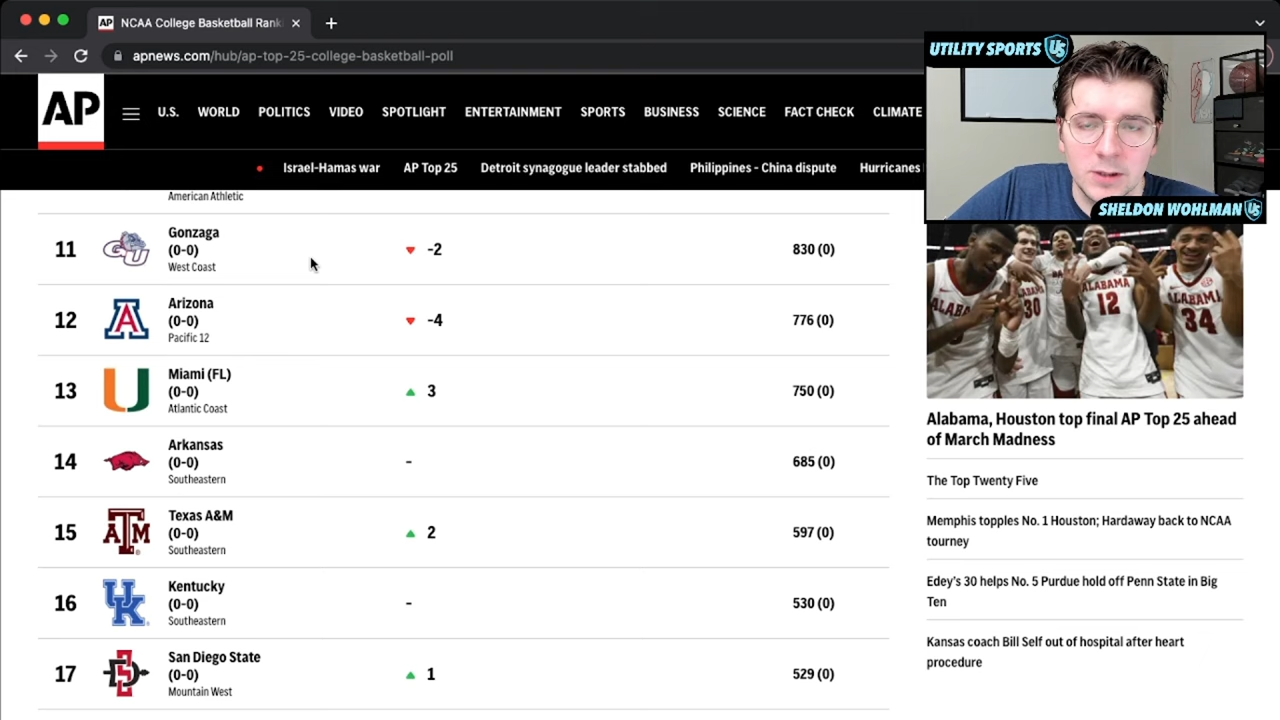 NCAA College Basketball Rank
apnews.com/hub/ap-top-25-college-basketball-poll
UTILITY SPORTS US
SHELDON WOHLMAN US
AP
U.S. WORLD POLITICS VIDEO SPOTLIGHT ENTERTAINMENT SPORTS BUSINESS SCIENCE FACT CHECK CLIMATE
Israel-Hamas war AP Top 25 Detroit synagogue leader stabbed Philippines - China dispute Hurricanes
American Athletic
11 Gonzaga -2 830 (0)
(0-0)
West Coast
12 Arizona -4 776 (0)
(0-0)
Pacific 12
13 Miami (FL) 3 750 (0)
(0-0)
Atlantic Coast
14 Arkansas - 685 (0)
(0-0)
Southeastern
15 Texas A&M 2 597 (0)
(0-0)
Southeastern
16 Kentucky - 530 (0)
(0-0)
Southeastern
17 San Diego State 1 529 (0)
(0-0)
Mountain West
ALABAMA 30 ALABAMA 12 ALABAMA 34
Alabama, Houston top final AP Top 25 ahead
of March Madness
The Top Twenty Five
Memphis topples No. 1 Houston; Hardaway back to NCAA
tourney
Edey's 30 helps No. 5 Purdue hold off Penn State in Big
Ten
Kansas coach Bill Self out of hospital after heart
procedure